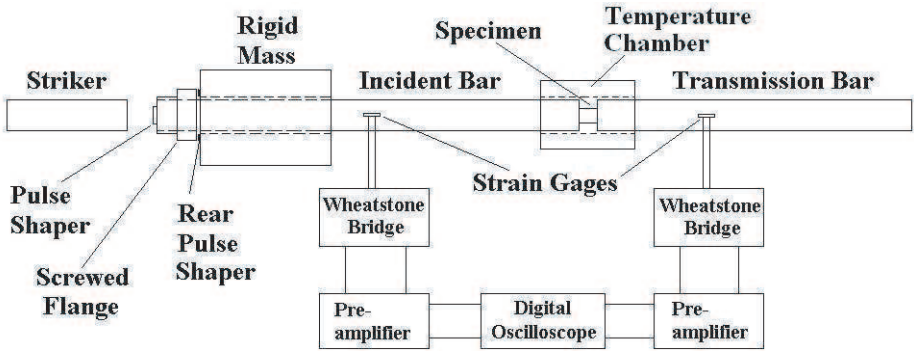 Striker
Rigid
Mass
Incident Bar
Specimen
Temperature
Chamber
Transmission Bar
Pulse
Shaper
Screwed
Flange
Rear
Pulse
Shaper
Strain Gages
Wheatstone
Bridge
Wheatstone
Bridge
Pre-
amplifier
Digital
Oscilloscope
Pre-
amplifier